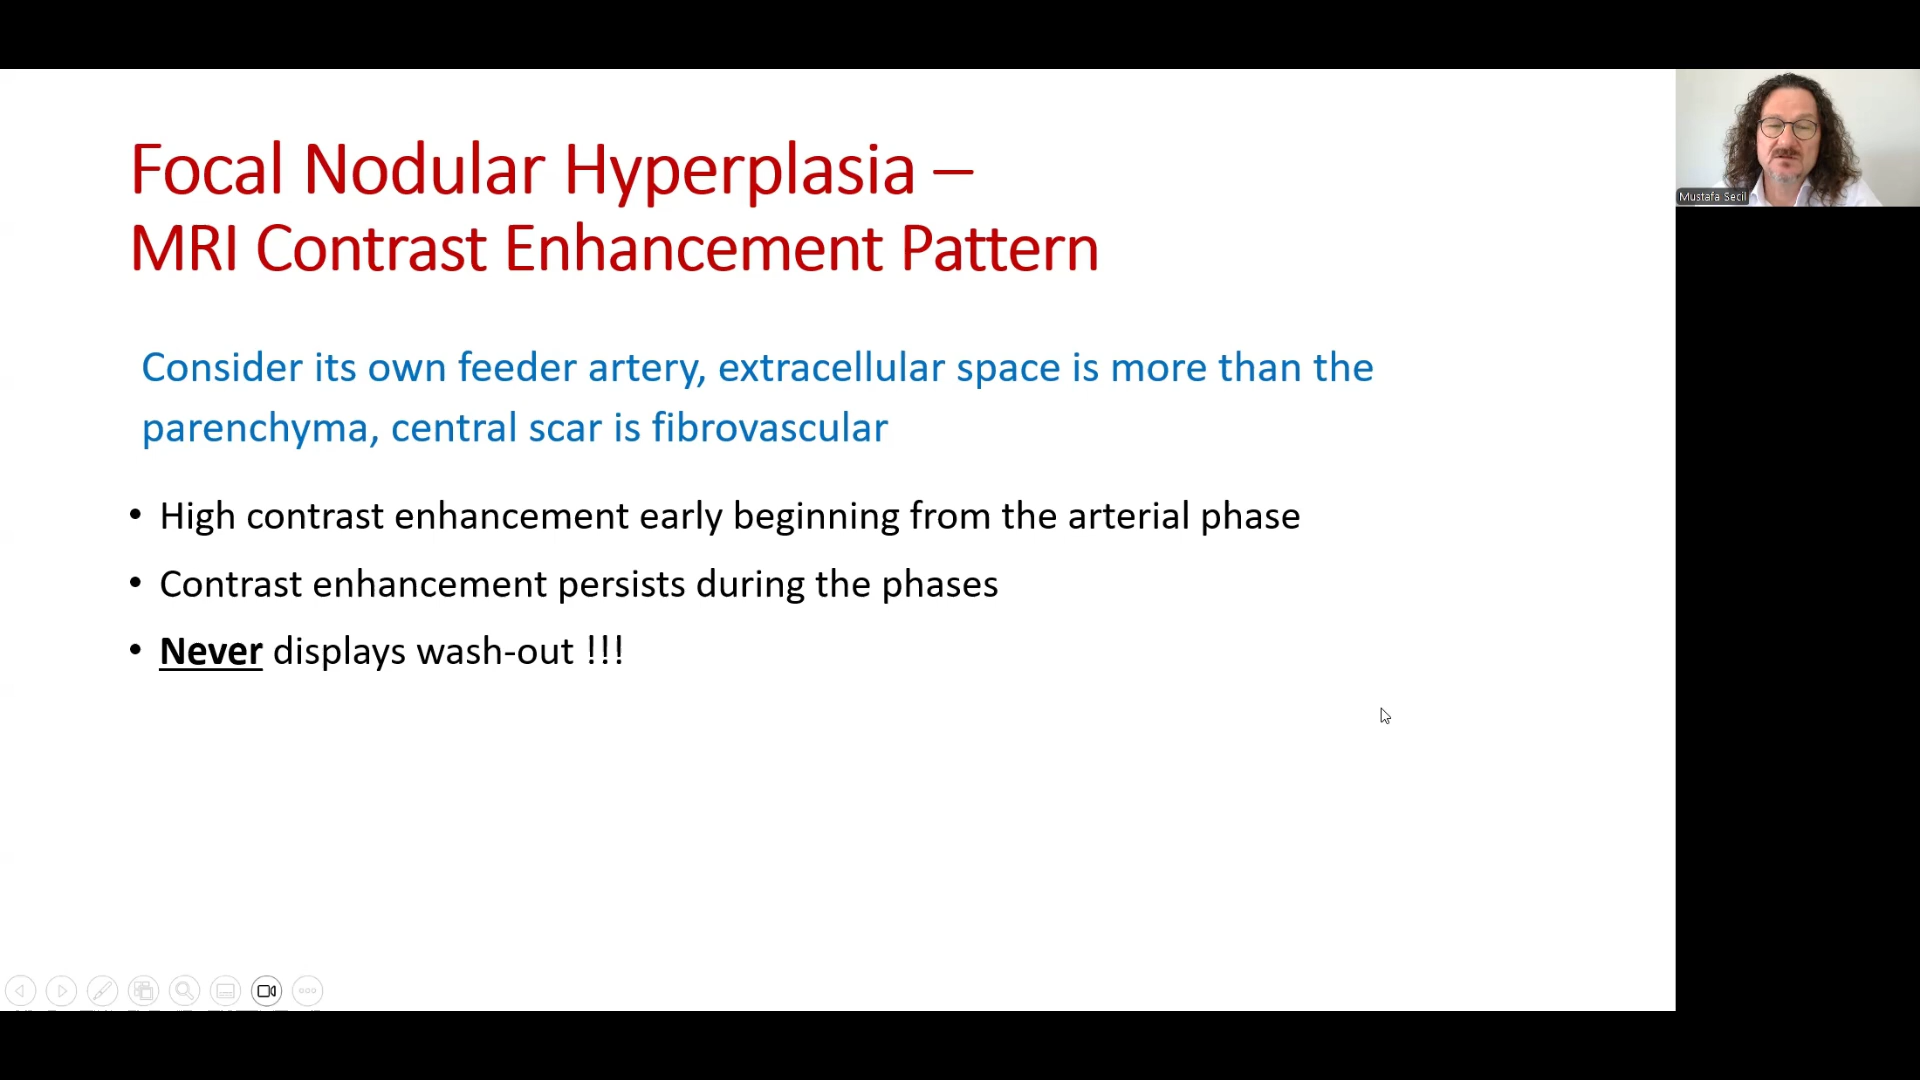 Focal Nodular Hyperplasia –
MRI Contrast Enhancement Pattern
Consider its own feeder artery, extracellular space is more than the
parenchyma, central scar is fibrovascular
• High contrast enhancement early beginning from the arterial phase
• Contrast enhancement persists during the phases
• Never displays wash-out !!!
Mustafa Secil